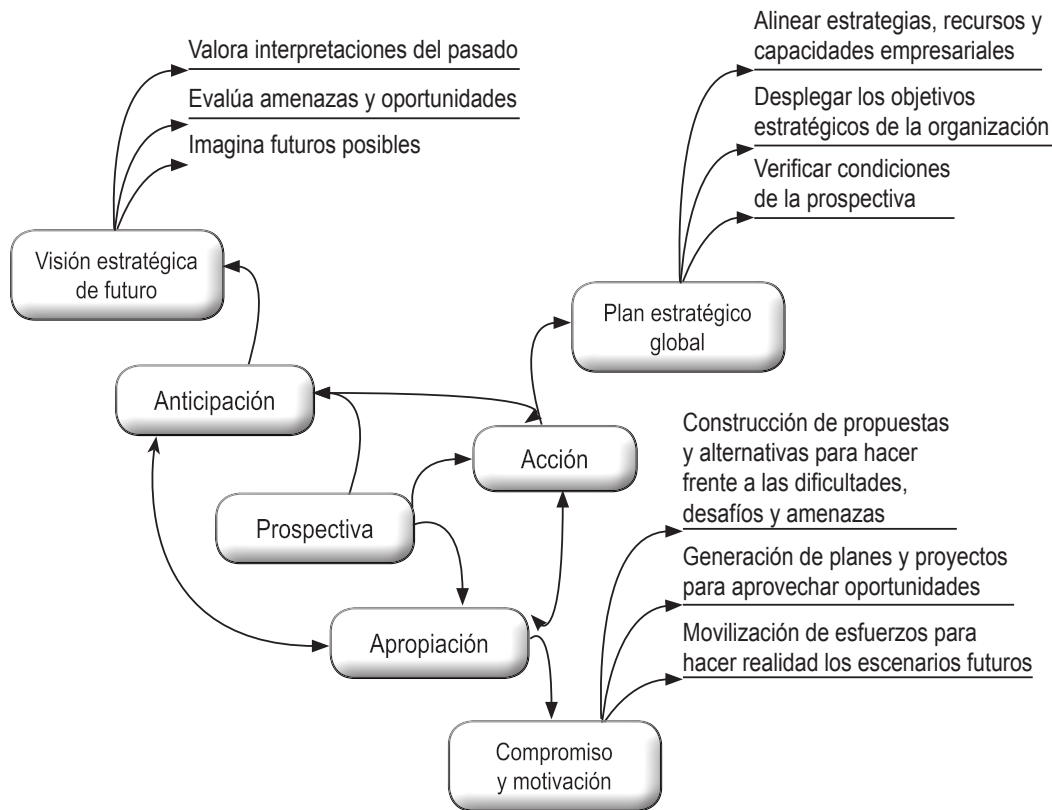 Valora interpretaciones del pasado
Evalúa amenazas y oportunidades
Imagina futuros posibles
Visión estratégica
de futuro
Alinear estrategias, recursos y
capacidades empresariales
Desplegar los objetivos
estratégicos de la organización
Verificar condiciones
de la prospectiva
Plan estratégico
global
Anticipación
Acción
Prospectiva
Apropiación
Construcción de propuestas
y alternativas para hacer
frente a las dificultades,
desafíos y amenazas
Generación de planes y proyectos
para aprovechar oportunidades
Movilización de esfuerzos para
hacer realidad los escenarios futuros
Compromiso
y motivación